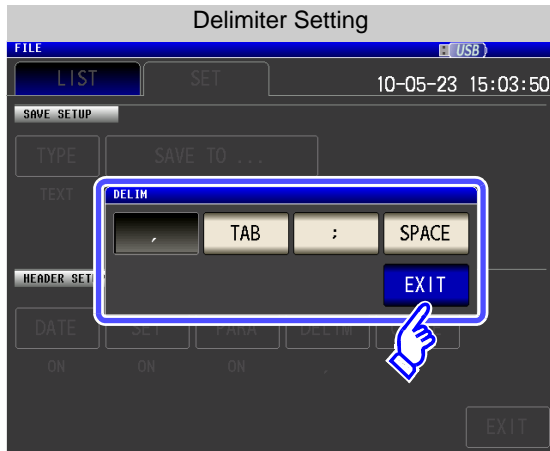 Delimiter Setting
FILE
USB
LIST
SET
10-05-23 15:03:50
SAVE SETUP
TYPE
SAVE TO ...
TEXT
DELIM
,
TAB
:
SPACE
EXIT
HEADER SET
DATE
SET
PARA
DELIM
ON
ON
ON
,
EXIT